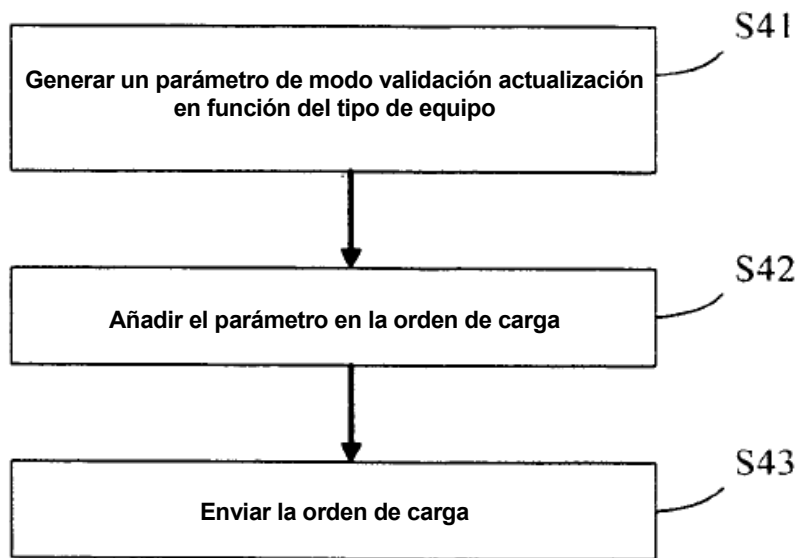 S41
Generar un parámetro de modo validación actualización
en función del tipo de equipo
S42
Añadir el parámetro en la orden de carga
S43
Enviar la orden de carga